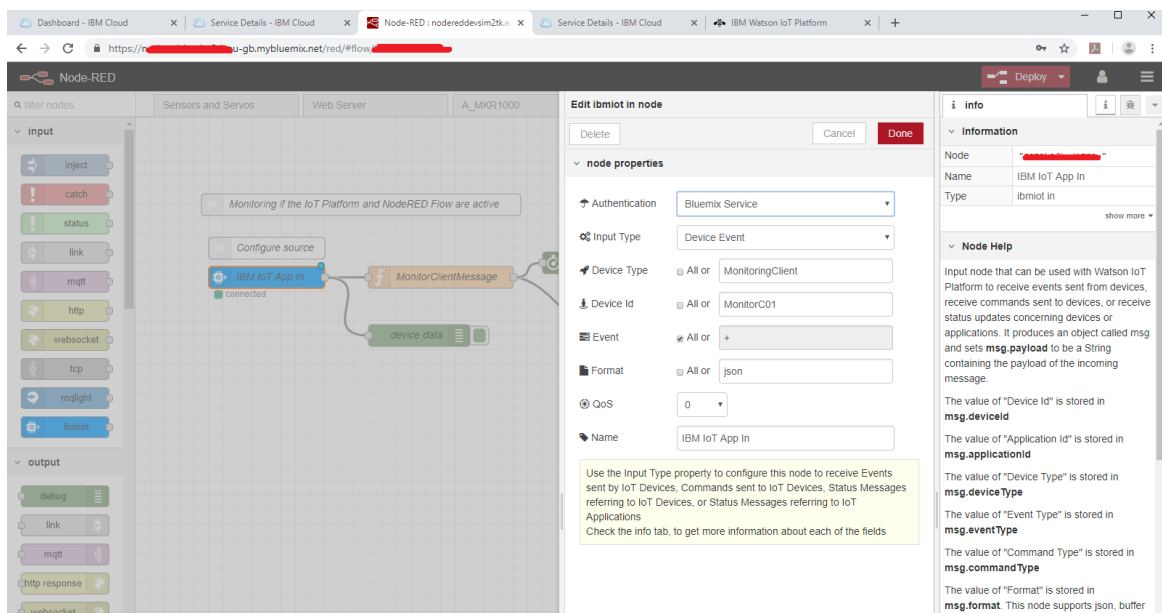 Dashboard - IBM Cloud
Service Details - IBM Cloud
Node-RED : nodereddevsim2tk.e
Service Details - IBM Cloud
IBM Watson IoT Platform
https://n
u-gb.mybluemix.net/red/#flow/
Node-RED
Deploy
filter nodes
Sensors and Servos
Web Server
A_MKR1000
input
inject
catch
status
link
mqtt
http
websocket
tcp
mqlight
ibmiot
output
debug
link
mqtt
http response
websocket
Monitoring if the IoT Platform and NodeRED Flow are active
Configure source
IBM IoT App In
MonitorClientMessage
connected
device data
Edit ibmiot in node
Delete
Cancel
Done
node properties
Authentication
Bluemix Service
Input Type
Device Event
Device Type
All or
MonitoringClient
Device Id
All or
MonitorC01
Event
All or
+
Format
All or
json
QoS
0
Name
IBM IoT App In
Use the Input Type property to configure this node to receive Events
sent by IoT Devices, Commands sent to IoT Devices, Status Messages
referring to IoT Devices, or Status Messages referring to IoT
Applications
Check the info tab, to get more information about each of the fields
info
Information
Node
Name
IBM IoT App In
Type
ibmiot in
show more
Node Help
Input node that can be used with Watson IoT
Platform to receive events sent from devices,
receive commands sent to devices, or receive
status updates concerning devices or
applications. It produces an object called msg
and sets msg.payload to be a String
containing the payload of the incoming
message.
The value of "Device Id" is stored in
msg.deviceId
The value of "Application Id" is stored in
msg.applicationId
The value of "Device Type" is stored in
msg.deviceType
The value of "Event Type" is stored in
msg.eventType
The value of "Command Type" is stored in
msg.commandType
The value of "Format" is stored in
msg.format. This node supports json, buffer